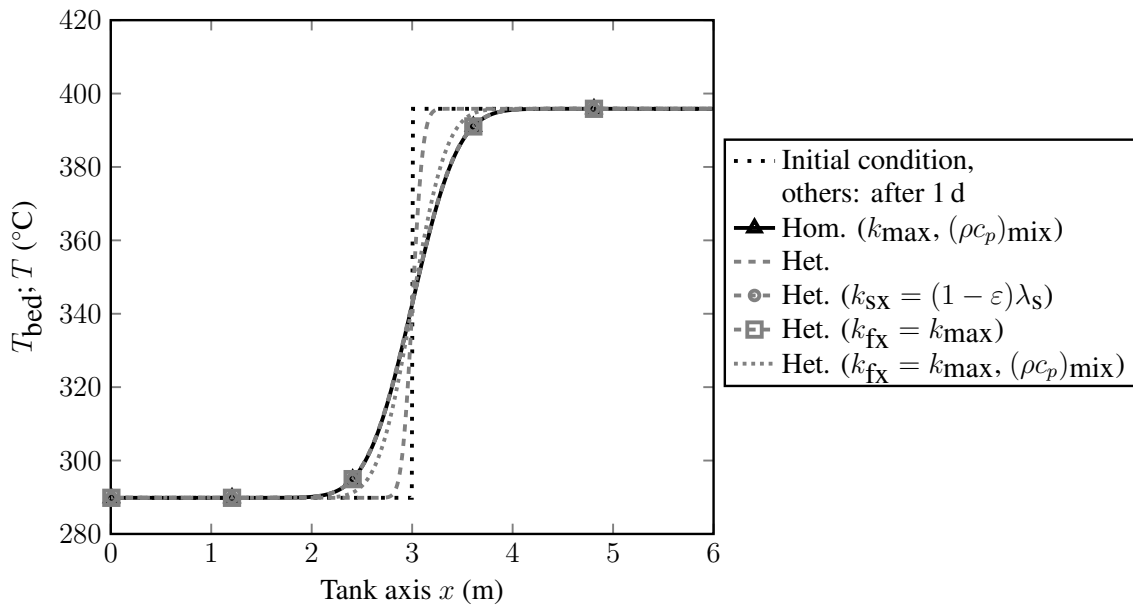 420
400
380
360
340
320
300
280
T_bed; T (°C)
0 1 2 3 4 5 6
Tank axis x (m)
Initial condition,
others: after 1 d
Hom. (k_max, (ρc_p)_mix)
Het.
Het. (k_sx = (1 − ε)λ_s)
Het. (k_fx = k_max)
Het. (k_fx = k_max, (ρc_p)_mix)